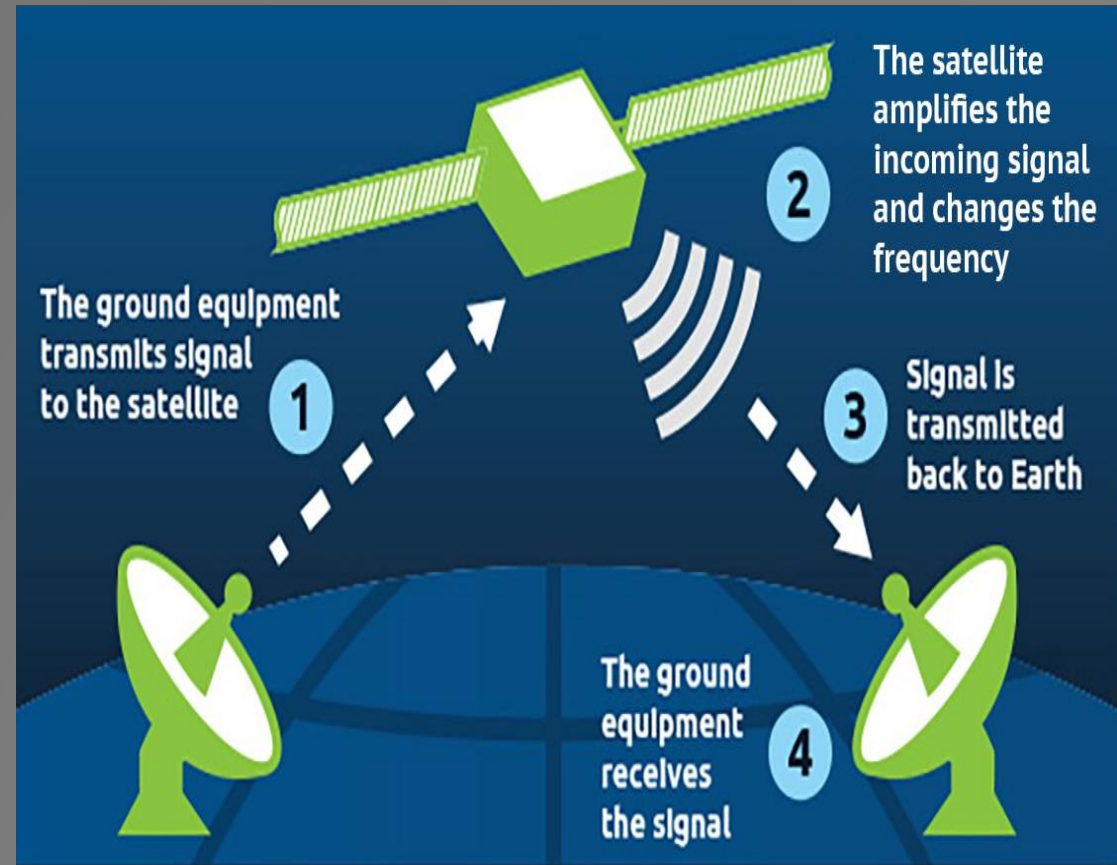 The ground equipment
transmits signal
to the satellite
1
2
The satellite
amplifies the
incoming signal
and changes the
frequency
3
Signal is
transmitted
back to Earth
The ground
equipment
receives
the signal
4